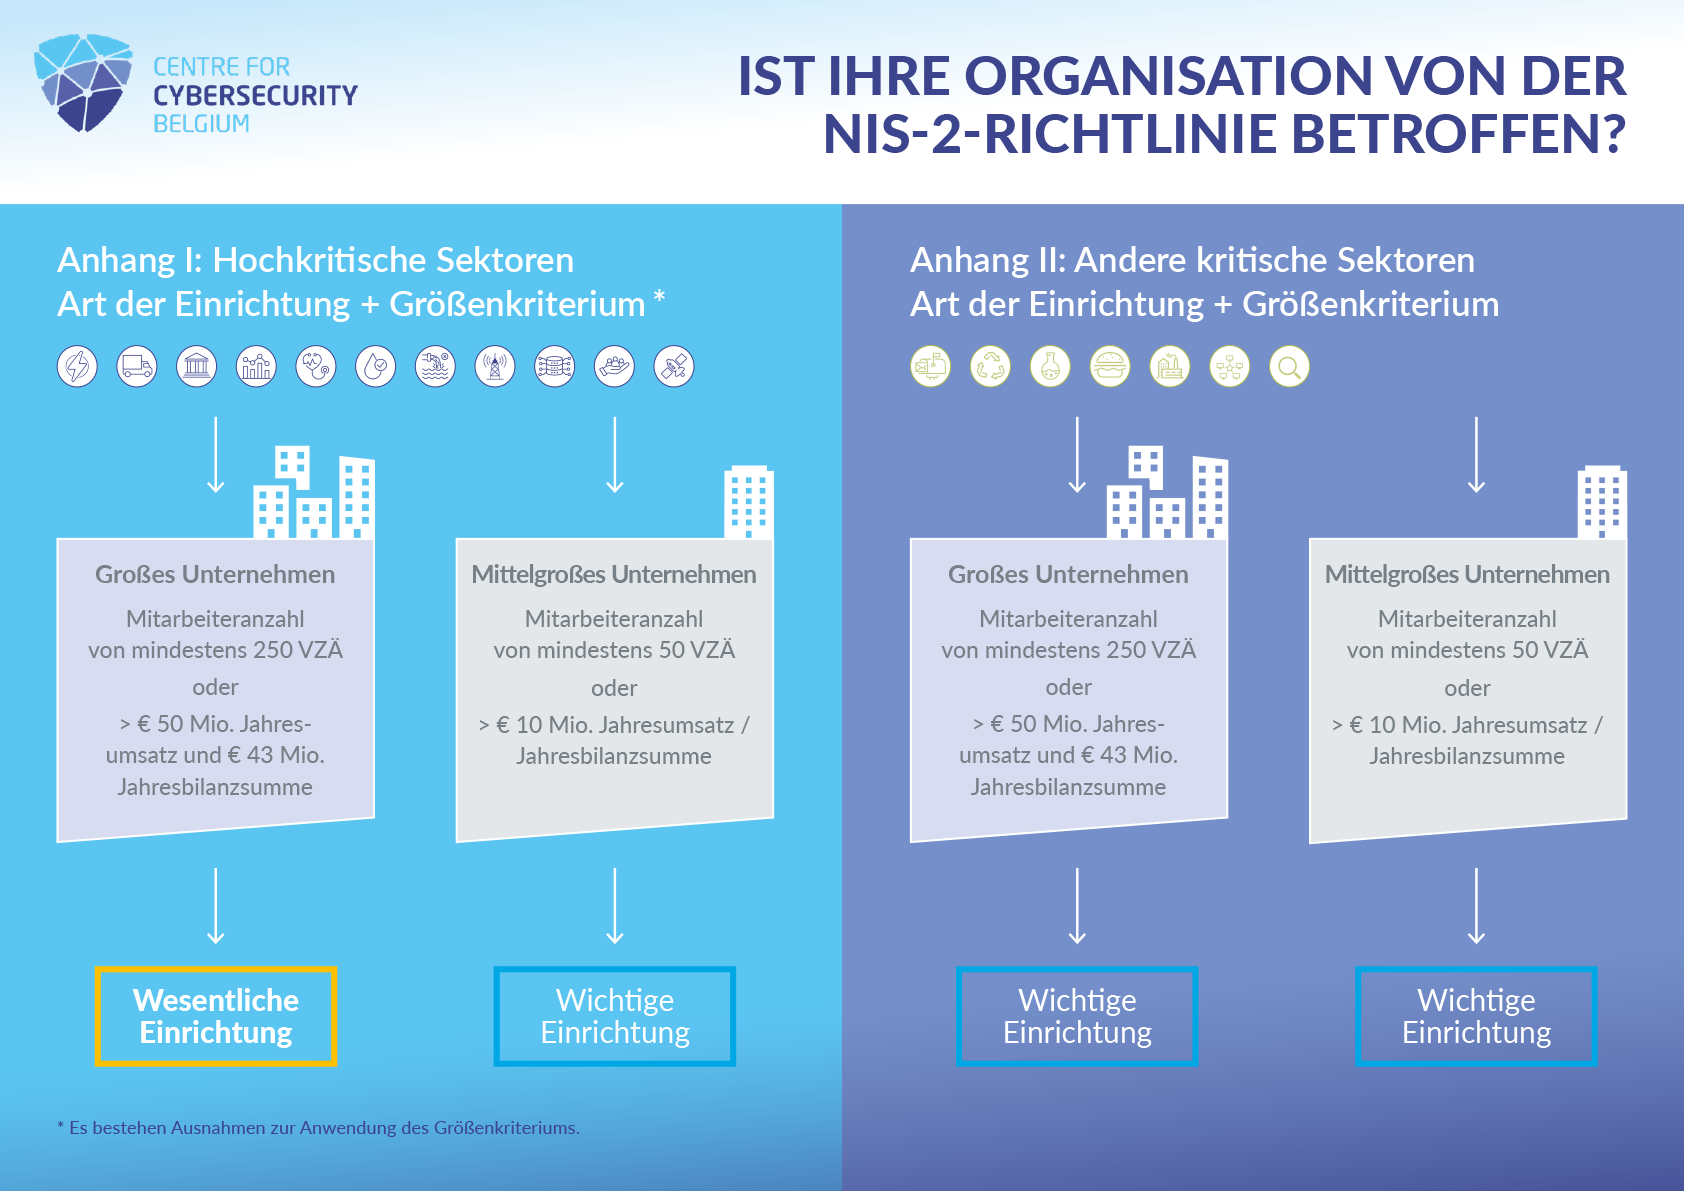 CENTRE FOR
CYBERSECURITY
BELGIUM
IST IHRE ORGANISATION VON DER
NIS-2-RICHTLINIE BETROFFEN?
Anhang I: Hochkritische Sektoren
Art der Einrichtung + Größenkriterium *
Großes Unternehmen
Mitarbeiteranzahl
von mindestens 250 VZÄ
oder
> € 50 Mio. Jahres-
umsatz und € 43 Mio.
Jahresbilanzsumme
Wesentliche
Einrichtung
Mittelgroßes Unternehmen
Mitarbeiteranzahl
von mindestens 50 VZÄ
oder
> € 10 Mio. Jahresumsatz /
Jahresbilanzsumme
Wichtige
Einrichtung
* Es bestehen Ausnahmen zur Anwendung des Größenkriteriums.
Anhang II: Andere kritische Sektoren
Art der Einrichtung + Größenkriterium
Großes Unternehmen
Mitarbeiteranzahl
von mindestens 250 VZÄ
oder
> € 50 Mio. Jahres-
umsatz und € 43 Mio.
Jahresbilanzsumme
Wichtige
Einrichtung
Mittelgroßes Unternehmen
Mitarbeiteranzahl
von mindestens 50 VZÄ
oder
> € 10 Mio. Jahresumsatz /
Jahresbilanzsumme
Wichtige
Einrichtung